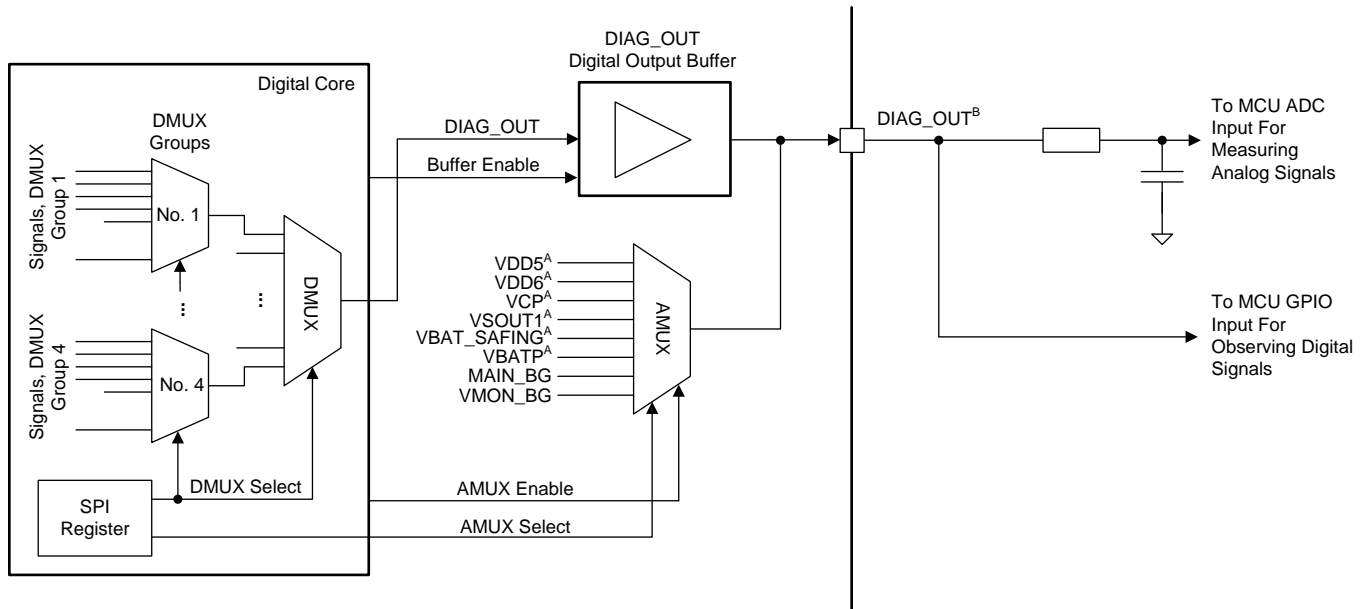 DIAG_OUT
Digital Output Buffer
Digital Core
DMUX
Groups
Signals, DMUX
Group 1
No. 1
...
...
DMUX
Signals, DMUX
Group 4
No. 4
SPI
Register
DMUX Select
DIAG_OUT
Buffer Enable
VDD5ᴬ
VDD6ᴬ
VCPᴬ
VSOUT1ᴬ
VBAT_SAFINGᴬ
VBATPᴬ
MAIN_BG
VMON_BG
AMUX
AMUX Enable
AMUX Select
DIAG_OUTᴮ
To MCU ADC
Input For
Measuring
Analog Signals
To MCU GPIO
Input For
Observing Digital
Signals